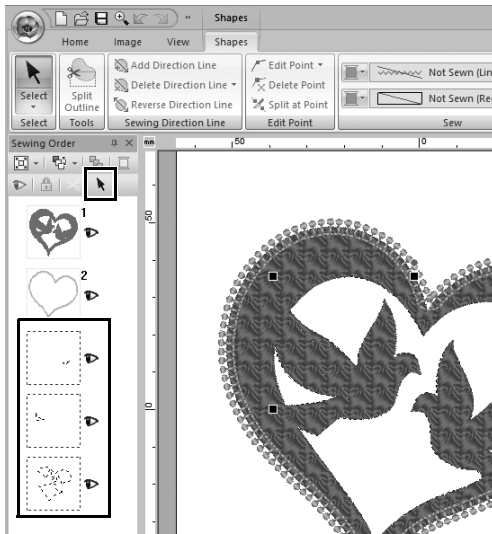 Shapes
Home Image View Shapes
Select
Split Outline
Add Direction Line
Delete Direction Line
Reverse Direction Line
Edit Point
Delete Point
Split at Point
Not Sewn (Lin
Not Sewn (Re
Select Tools Sewing Direction Line Edit Point Sew
Sewing Order
mm
50
0
1
50
2
0